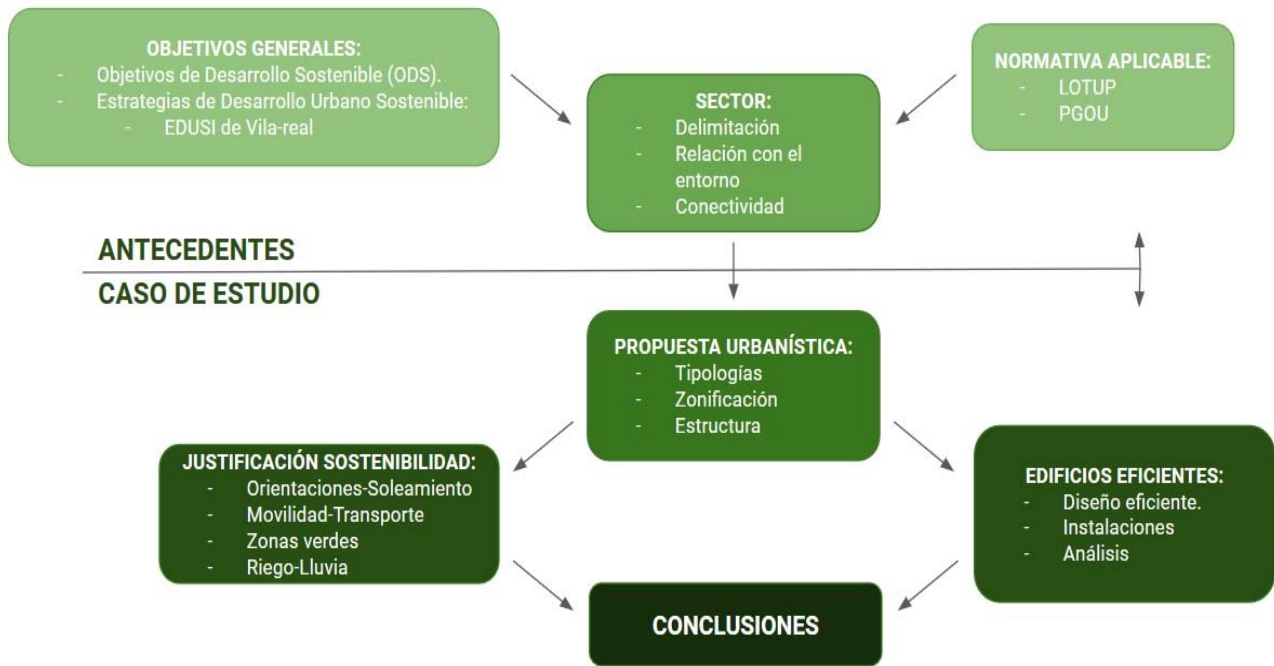 OBJETIVOS GENERALES:
- Objetivos de Desarrollo Sostenible (ODS).
- Estrategias de Desarrollo Urbano Sostenible:
- EDUSI de Vila-real
NORMATIVA APLICABLE:
- LOTUP
- PGOU
SECTOR:
- Delimitación
- Relación con el
entorno
- Conectividad
ANTECEDENTES
CASO DE ESTUDIO
PROPUESTA URBANÍSTICA:
- Tipologías
- Zonificación
- Estructura
JUSTIFICACIÓN SOSTENIBILIDAD:
- Orientaciones-Soleamiento
- Movilidad-Transporte
- Zonas verdes
- Riego-Lluvia
EDIFICIOS EFICIENTES:
- Diseño eficiente.
- Instalaciones
- Análisis
CONCLUSIONES